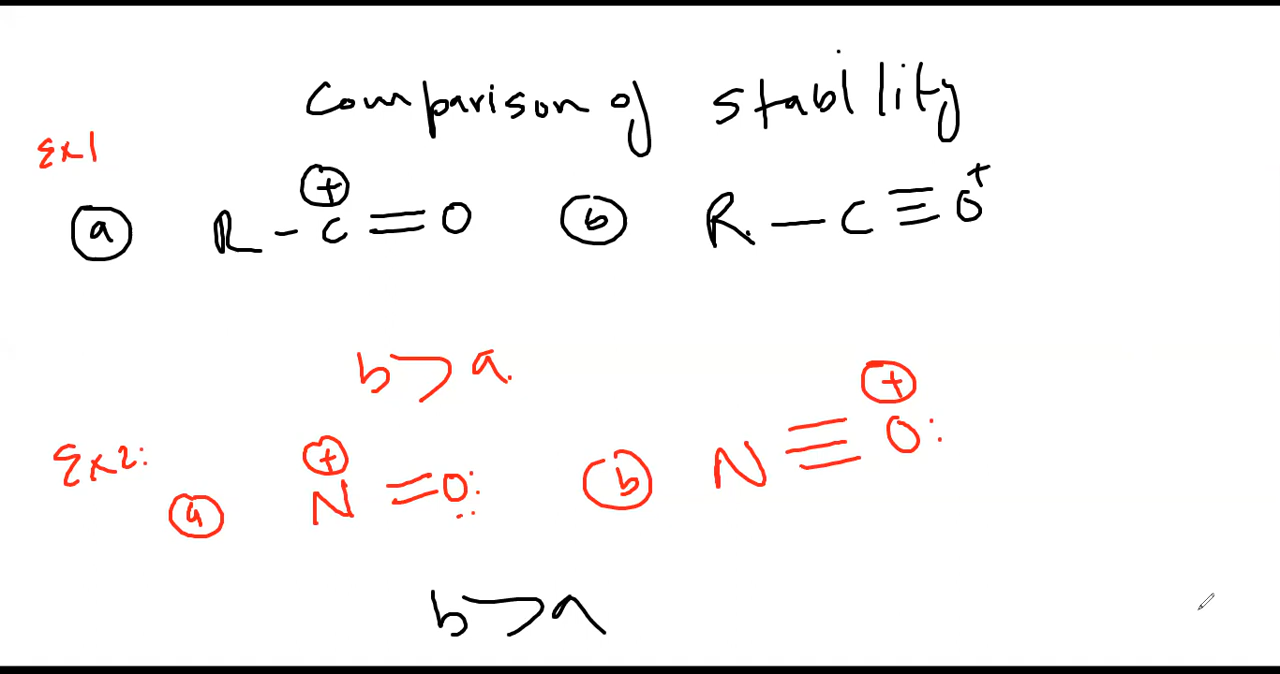 Comparison of stability
Ex1
(a) R-C⊕=O (b) R-C≡O⁺
b>a.
Ex2:
(a) N⊕=Ö: (b) N≡O⊕:
b>a